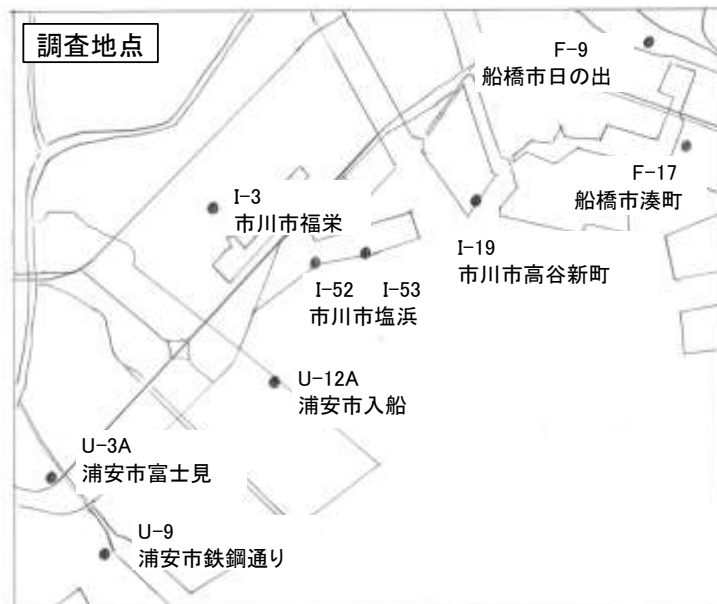 調査地点
F-9
船橋市日の出
F-17
船橋市湊町
I-3
市川市福栄
I-19
市川市高谷新町
I-52 I-53
市川市塩浜
U-12A
浦安市入船
U-3A
浦安市富士見
U-9
浦安市鉄鋼通り